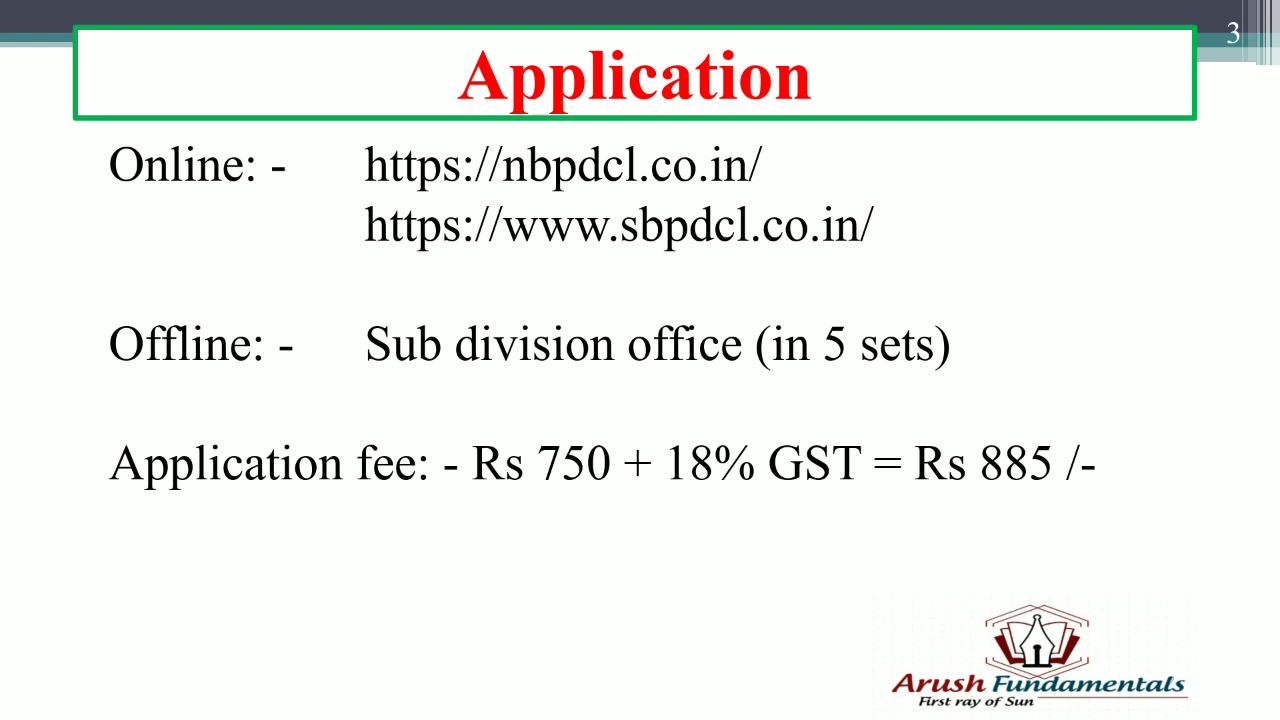 3
Application
Online: - https://nbpdcl.co.in/
https://www.sbpdcl.co.in/
Offline: - Sub division office (in 5 sets)
Application fee: - Rs 750 + 18% GST = Rs 885 /-
Arush Fundamentals
First ray of Sun